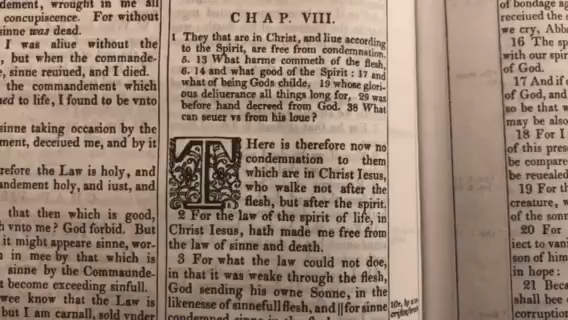 dement, wrought in me all
concupiscence. For without
sinne was dead.
I was aliue without the
, but when the commande-
e, sinne reuiued, and I died.
the commandement which
ned to life, I found to be vnto
sinne taking occasion by the
ment, deceiued me, and by it
refore the Law is holy, and
andement holy, and iust, and
that then which is good,
h vnto me? God forbid. But
it might appeare sinne, wor-
in mee by that which is
sinne by the Commaunde-
t become exceeding sinfull.
wee know that the Law is
but I am carnall, sold vnder
CHAP. VIII.
1 They that are in Christ, and liue according
to the Spirit, are free from condemnation.
5. 13 What harme commeth of the flesh,
6. 14 and what good of the Spirit: 17 and
what of being Gods childe, 19 whose glori-
ous deliuerance all things long for, 29 was
before hand decreed from God. 38 What
can seuer vs from his loue?
THere is therefore now no
condemnation to them
which are in Christ Iesus,
who walke not after the
flesh, but after the spirit.
2 For the law of the spirit of life, in
Christ Iesus, hath made me free from
the law of sinne and death.
3 For what the law could not doe,
in that it was weake through the flesh,
God sending his owne Sonne, in the
likenesse of sinnefull flesh, and ||for sinne
condemned sinne in the flesh
of bondage ag
receiued the s
we cry, Abb
16 The sp
with our spir
of God.
17 And if c
of God, and
so be that w
may be also
18 For I
of this prese
be compare
be reuealed
19 For th
creature, w
of the sonn
20 For
iect to vani
son of him
in hope:
21 Beca
shall bee d
corruption